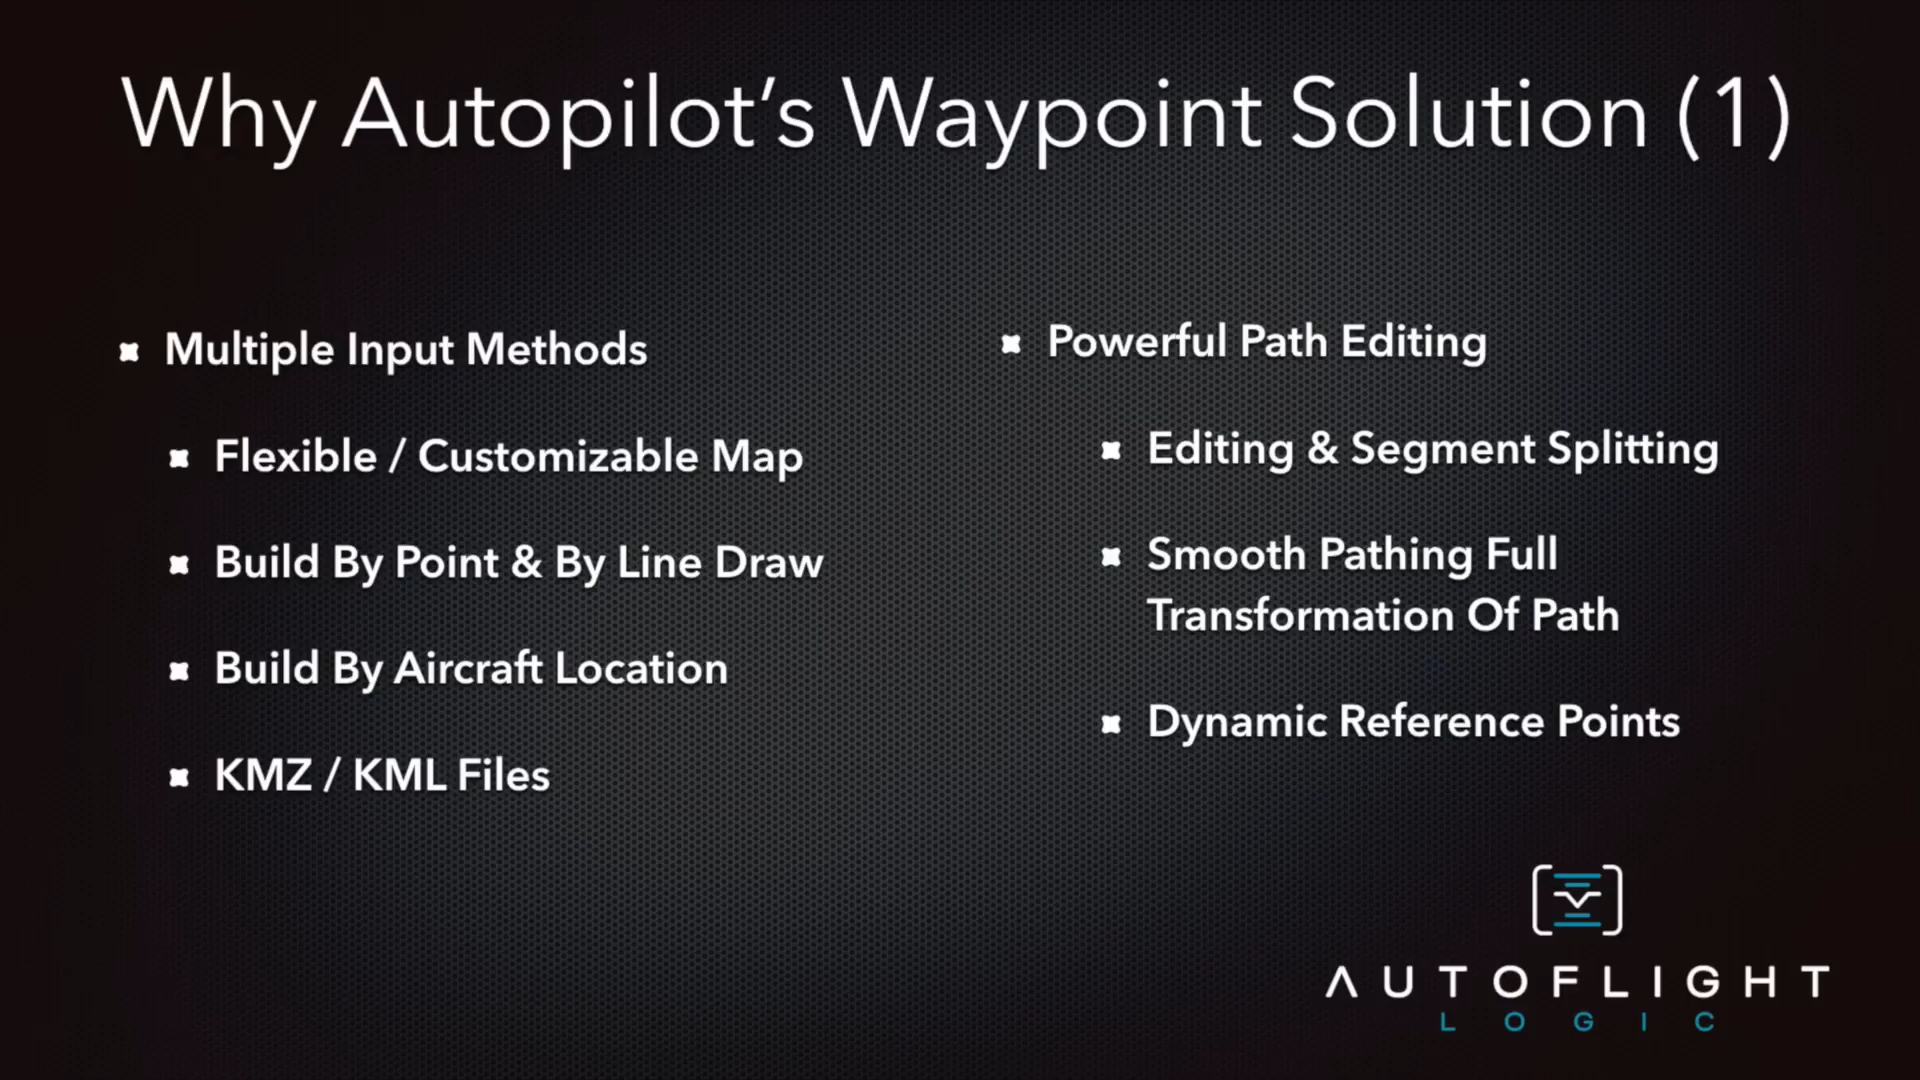 Why Autopilot’s Waypoint Solution (1)
Multiple Input Methods
Flexible / Customizable Map
Build By Point & By Line Draw
Build By Aircraft Location
KMZ / KML Files
Powerful Path Editing
Editing & Segment Splitting
Smooth Pathing Full
Transformation Of Path
Dynamic Reference Points
AUTOFLIGHT
LOGIC